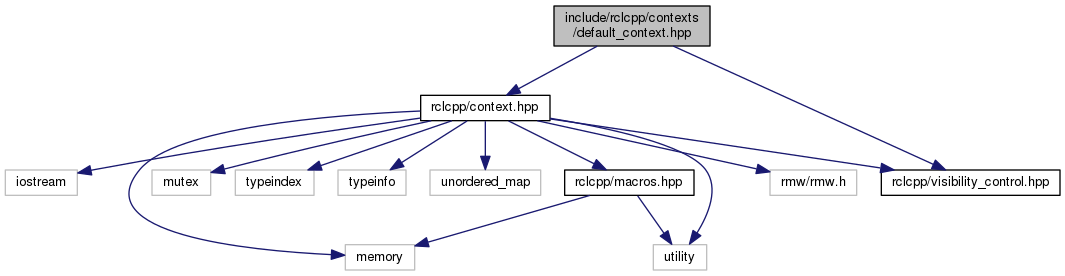 include/rclcpp/contexts
/default_context.hpp
rclcpp/context.hpp
iostream
mutex
typeindex
typeinfo
unordered_map
rclcpp/macros.hpp
rmw/rmw.h
rclcpp/visibility_control.hpp
memory
utility